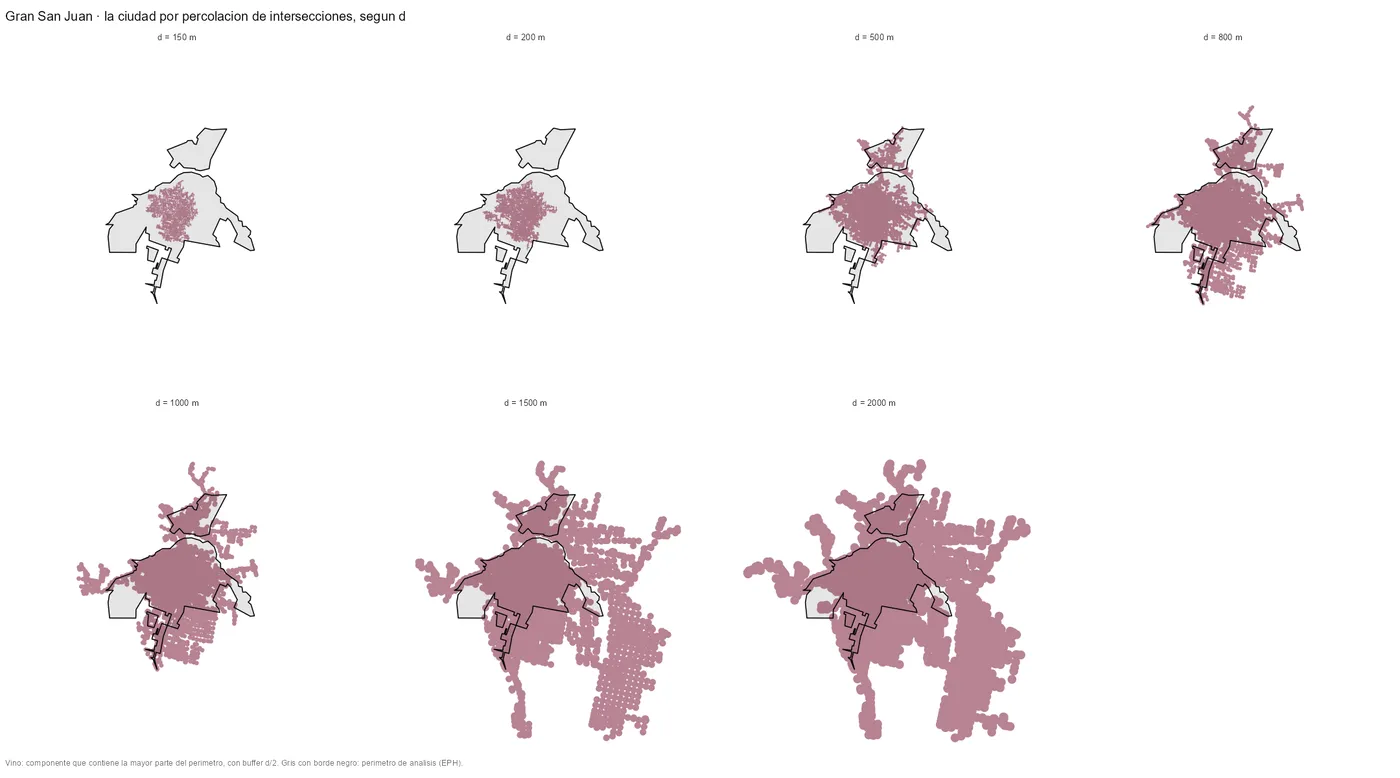 Gran San Juan · la ciudad por percolacion de intersecciones, segun d
d = 150 m
d = 200 m
d = 500 m
d = 800 m
d = 1000 m
d = 1500 m
d = 2000 m
Vino: componente que contiene la mayor parte del perimetro, con buffer d/2. Gris con borde negro: perimetro de analisis (EPH).